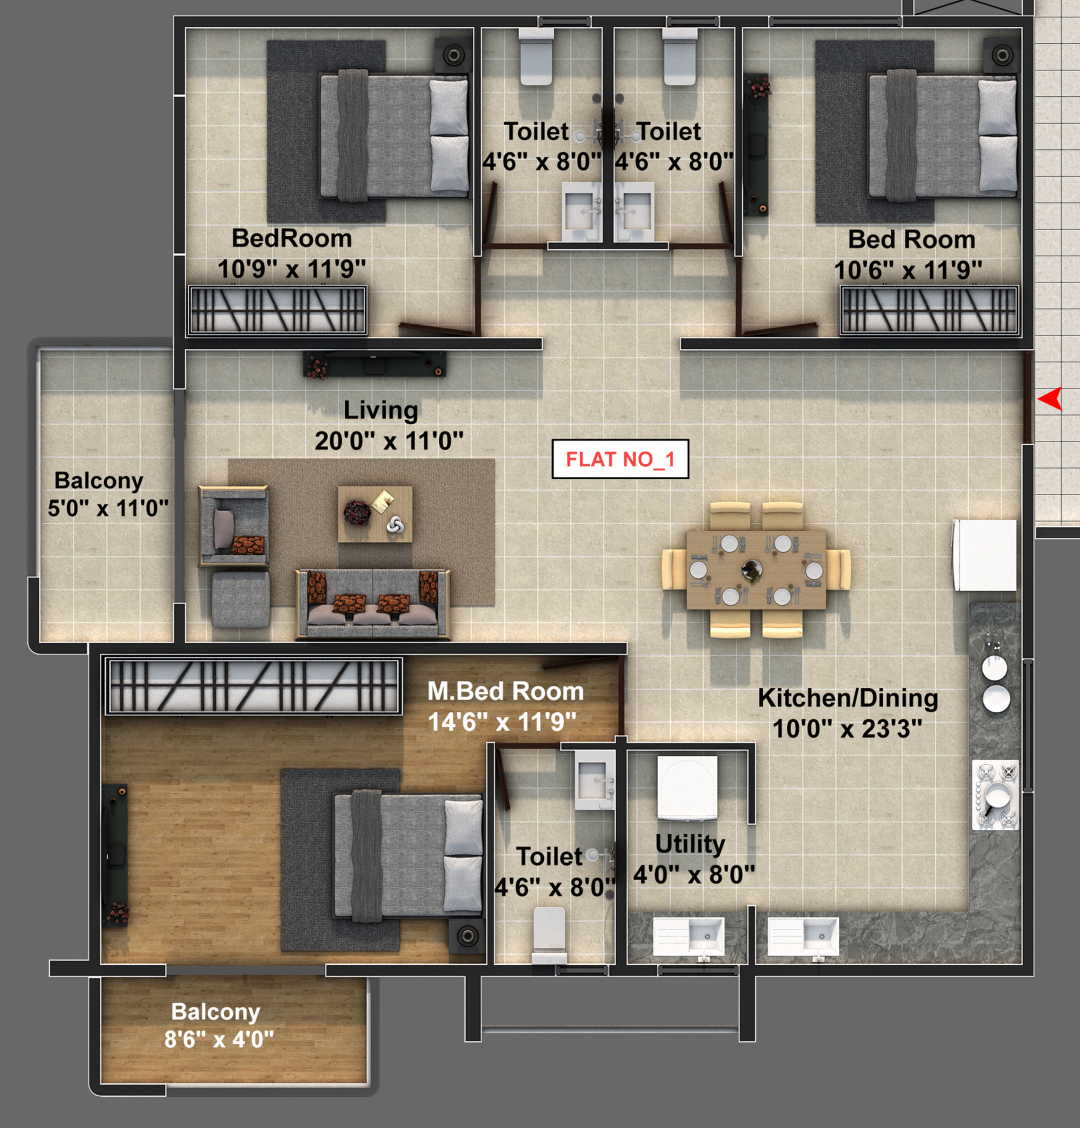 Toilet
4'6" x 8'0"
Toilet
4'6" x 8'0"
BedRoom
10'9" x 11'9"
Bed Room
10'6" x 11'9"
Living
20'0" x 11'0"
FLAT NO_1
Balcony
5'0" x 11'0"
M.Bed Room
14'6" x 11'9"
Kitchen/Dining
10'0" x 23'3"
Toilet
4'6" x 8'0"
Utility
4'0" x 8'0"
Balcony
8'6" x 4'0"